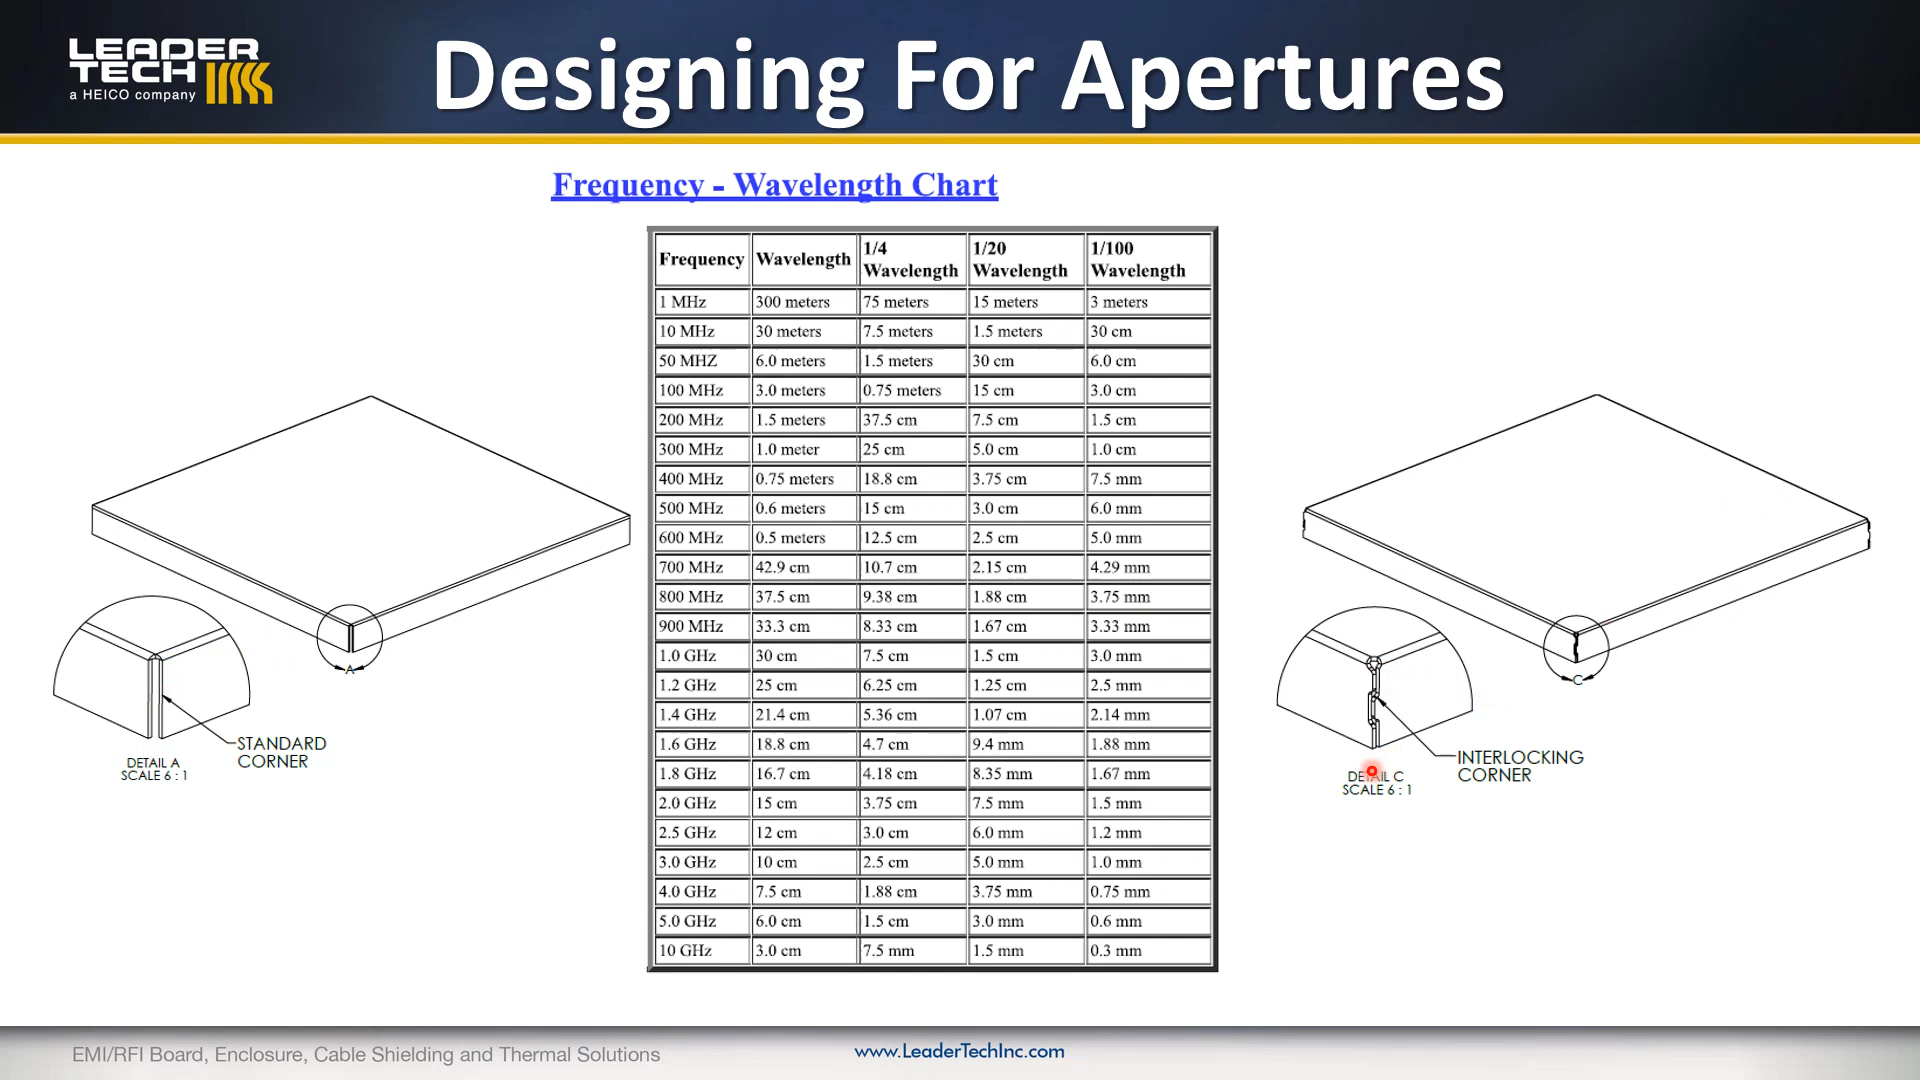 LEADER
TECH
a HEICO company
Designing For Apertures
Frequency - Wavelength Chart
Frequency Wavelength 1/4 Wavelength 1/20 Wavelength 1/100 Wavelength
1 MHz 300 meters 75 meters 15 meters 3 meters
10 MHz 30 meters 7.5 meters 1.5 meters 30 cm
50 MHZ 6.0 meters 1.5 meters 30 cm 6.0 cm
100 MHz 3.0 meters 0.75 meters 15 cm 3.0 cm
200 MHz 1.5 meters 37.5 cm 7.5 cm 1.5 cm
300 MHz 1.0 meter 25 cm 5.0 cm 1.0 cm
400 MHz 0.75 meters 18.8 cm 3.75 cm 7.5 mm
500 MHz 0.6 meters 15 cm 3.0 cm 6.0 mm
600 MHz 0.5 meters 12.5 cm 2.5 cm 5.0 mm
700 MHz 42.9 cm 10.7 cm 2.15 cm 4.29 mm
800 MHz 37.5 cm 9.38 cm 1.88 cm 3.75 mm
900 MHz 33.3 cm 8.33 cm 1.67 cm 3.33 mm
1.0 GHz 30 cm 7.5 cm 1.5 cm 3.0 mm
1.2 GHz 25 cm 6.25 cm 1.25 cm 2.5 mm
1.4 GHz 21.4 cm 5.36 cm 1.07 cm 2.14 mm
1.6 GHz 18.8 cm 4.7 cm 9.4 mm 1.88 mm
1.8 GHz 16.7 cm 4.18 cm 8.35 mm 1.67 mm
2.0 GHz 15 cm 3.75 cm 7.5 mm 1.5 mm
2.5 GHz 12 cm 3.0 cm 6.0 mm 1.2 mm
3.0 GHz 10 cm 2.5 cm 5.0 mm 1.0 mm
4.0 GHz 7.5 cm 1.88 cm 3.75 mm 0.75 mm
5.0 GHz 6.0 cm 1.5 cm 3.0 mm 0.6 mm
10 GHz 3.0 cm 7.5 mm 1.5 mm 0.3 mm
A
STANDARD
CORNER
DETAIL A
SCALE 6 : 1
C
INTERLOCKING
CORNER
DETAIL C
SCALE 6 : 1
EMI/RFI Board, Enclosure, Cable Shielding and Thermal Solutions
www.LeaderTechInc.com